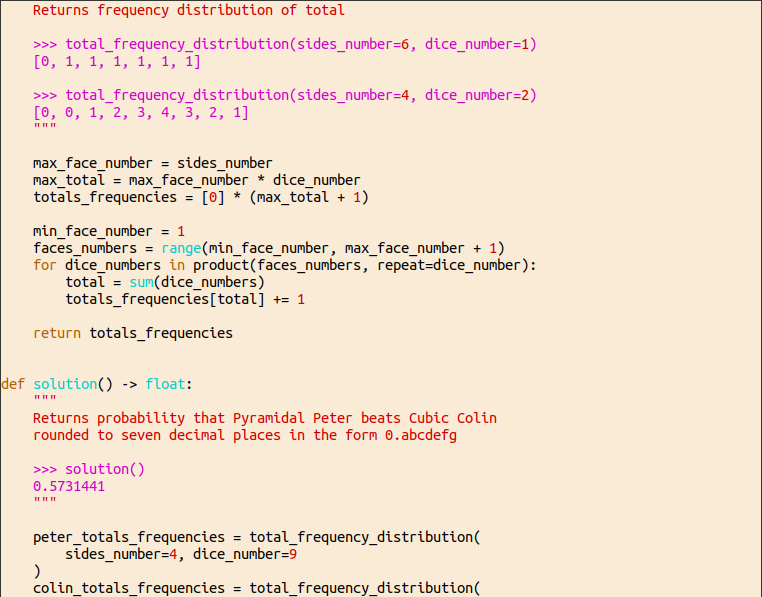 Returns frequency distribution of total

    >>> total_frequency_distribution(sides_number=6, dice_number=1)
    [0, 1, 1, 1, 1, 1, 1]

    >>> total_frequency_distribution(sides_number=4, dice_number=2)
    [0, 0, 1, 2, 3, 4, 3, 2, 1]
    """

    max_face_number = sides_number
    max_total = max_face_number * dice_number
    totals_frequencies = [0] * (max_total + 1)

    min_face_number = 1
    faces_numbers = range(min_face_number, max_face_number + 1)
    for dice_numbers in product(faces_numbers, repeat=dice_number):
        total = sum(dice_numbers)
        totals_frequencies[total] += 1

    return totals_frequencies


def solution() -> float:
    """
    Returns probability that Pyramidal Peter beats Cubic Colin
    rounded to seven decimal places in the form 0.abcdefg

    >>> solution()
    0.5731441
    """

    peter_totals_frequencies = total_frequency_distribution(
        sides_number=4, dice_number=9
    )
    colin_totals_frequencies = total_frequency_distribution(